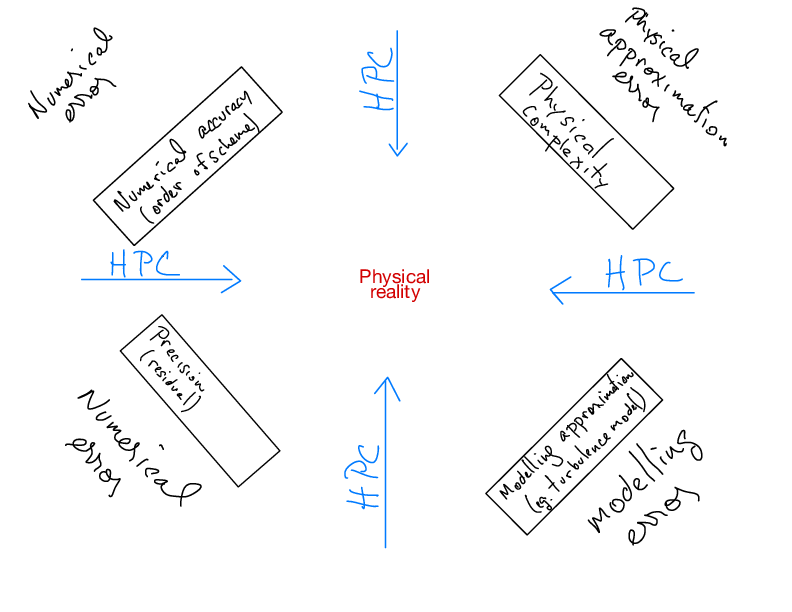 Numerical
error
Numerical accuracy
(order of scheme)
HPC
Physical
complexity
Physical
approximation
error
HPC
Physical
reality
HPC
Precision
(residual)
Numerical
error
HPC
Modelling approximation
(eg. turbulence model)
modelling
error